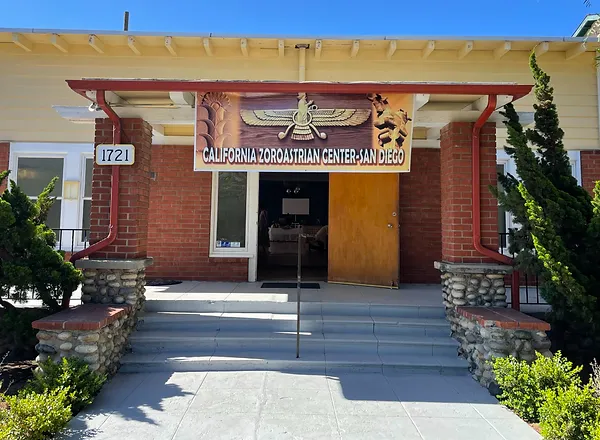 1721
CALIFORNIA ZOROASTRIAN CENTER-SAN DIEGO